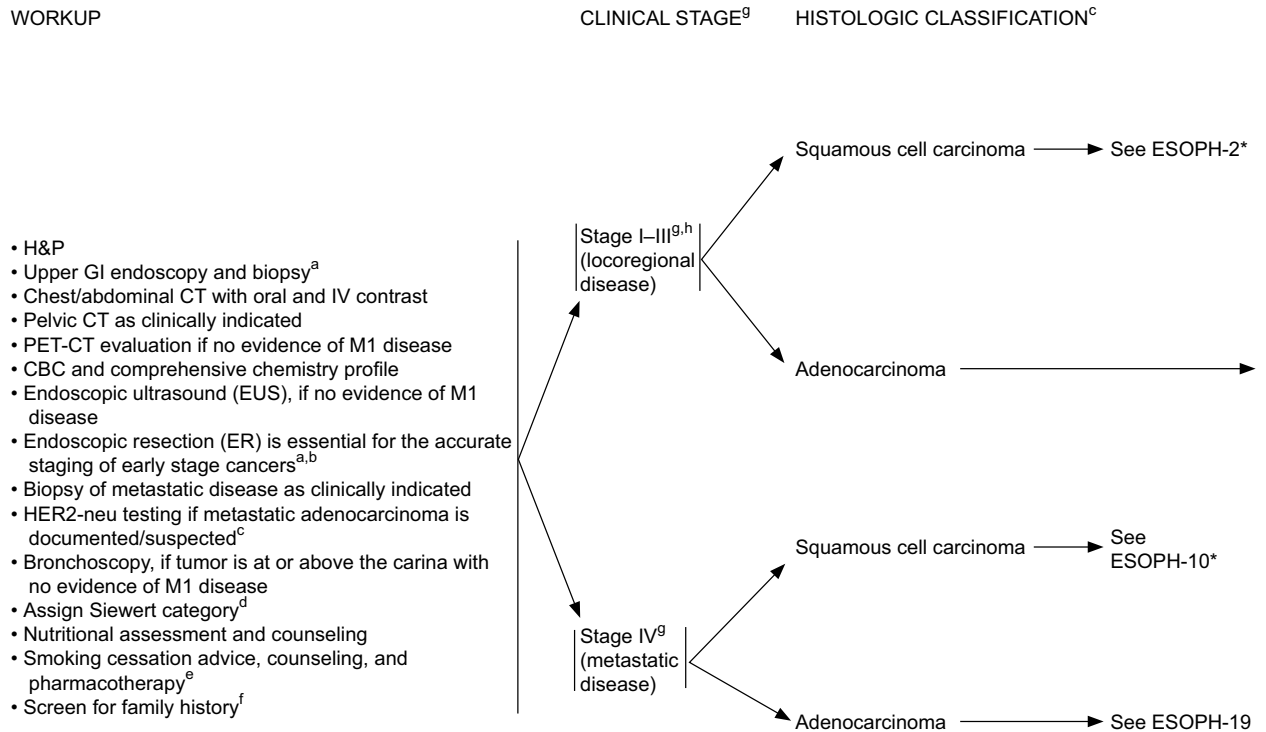 WORKUP
CLINICAL STAGEg
HISTOLOGIC CLASSIFICATIONc
• H&P
• Upper GI endoscopy and biopsya
• Chest/abdominal CT with oral and IV contrast
• Pelvic CT as clinically indicated
• PET-CT evaluation if no evidence of M1 disease
• CBC and comprehensive chemistry profile
• Endoscopic ultrasound (EUS), if no evidence of M1
disease
• Endoscopic resection (ER) is essential for the accurate
staging of early stage cancersa,b
• Biopsy of metastatic disease as clinically indicated
• HER2-neu testing if metastatic adenocarcinoma is
documented/suspectedc
• Bronchoscopy, if tumor is at or above the carina with
no evidence of M1 disease
• Assign Siewert categoryd
• Nutritional assessment and counseling
• Smoking cessation advice, counseling, and
pharmacotherapye
• Screen for family historyf
Stage I–IIIg,h
(locoregional
disease)
Squamous cell carcinoma
See ESOPH-2*
Adenocarcinoma
Stage IVg
(metastatic
disease)
Squamous cell carcinoma
See
ESOPH-10*
Adenocarcinoma
See ESOPH-19